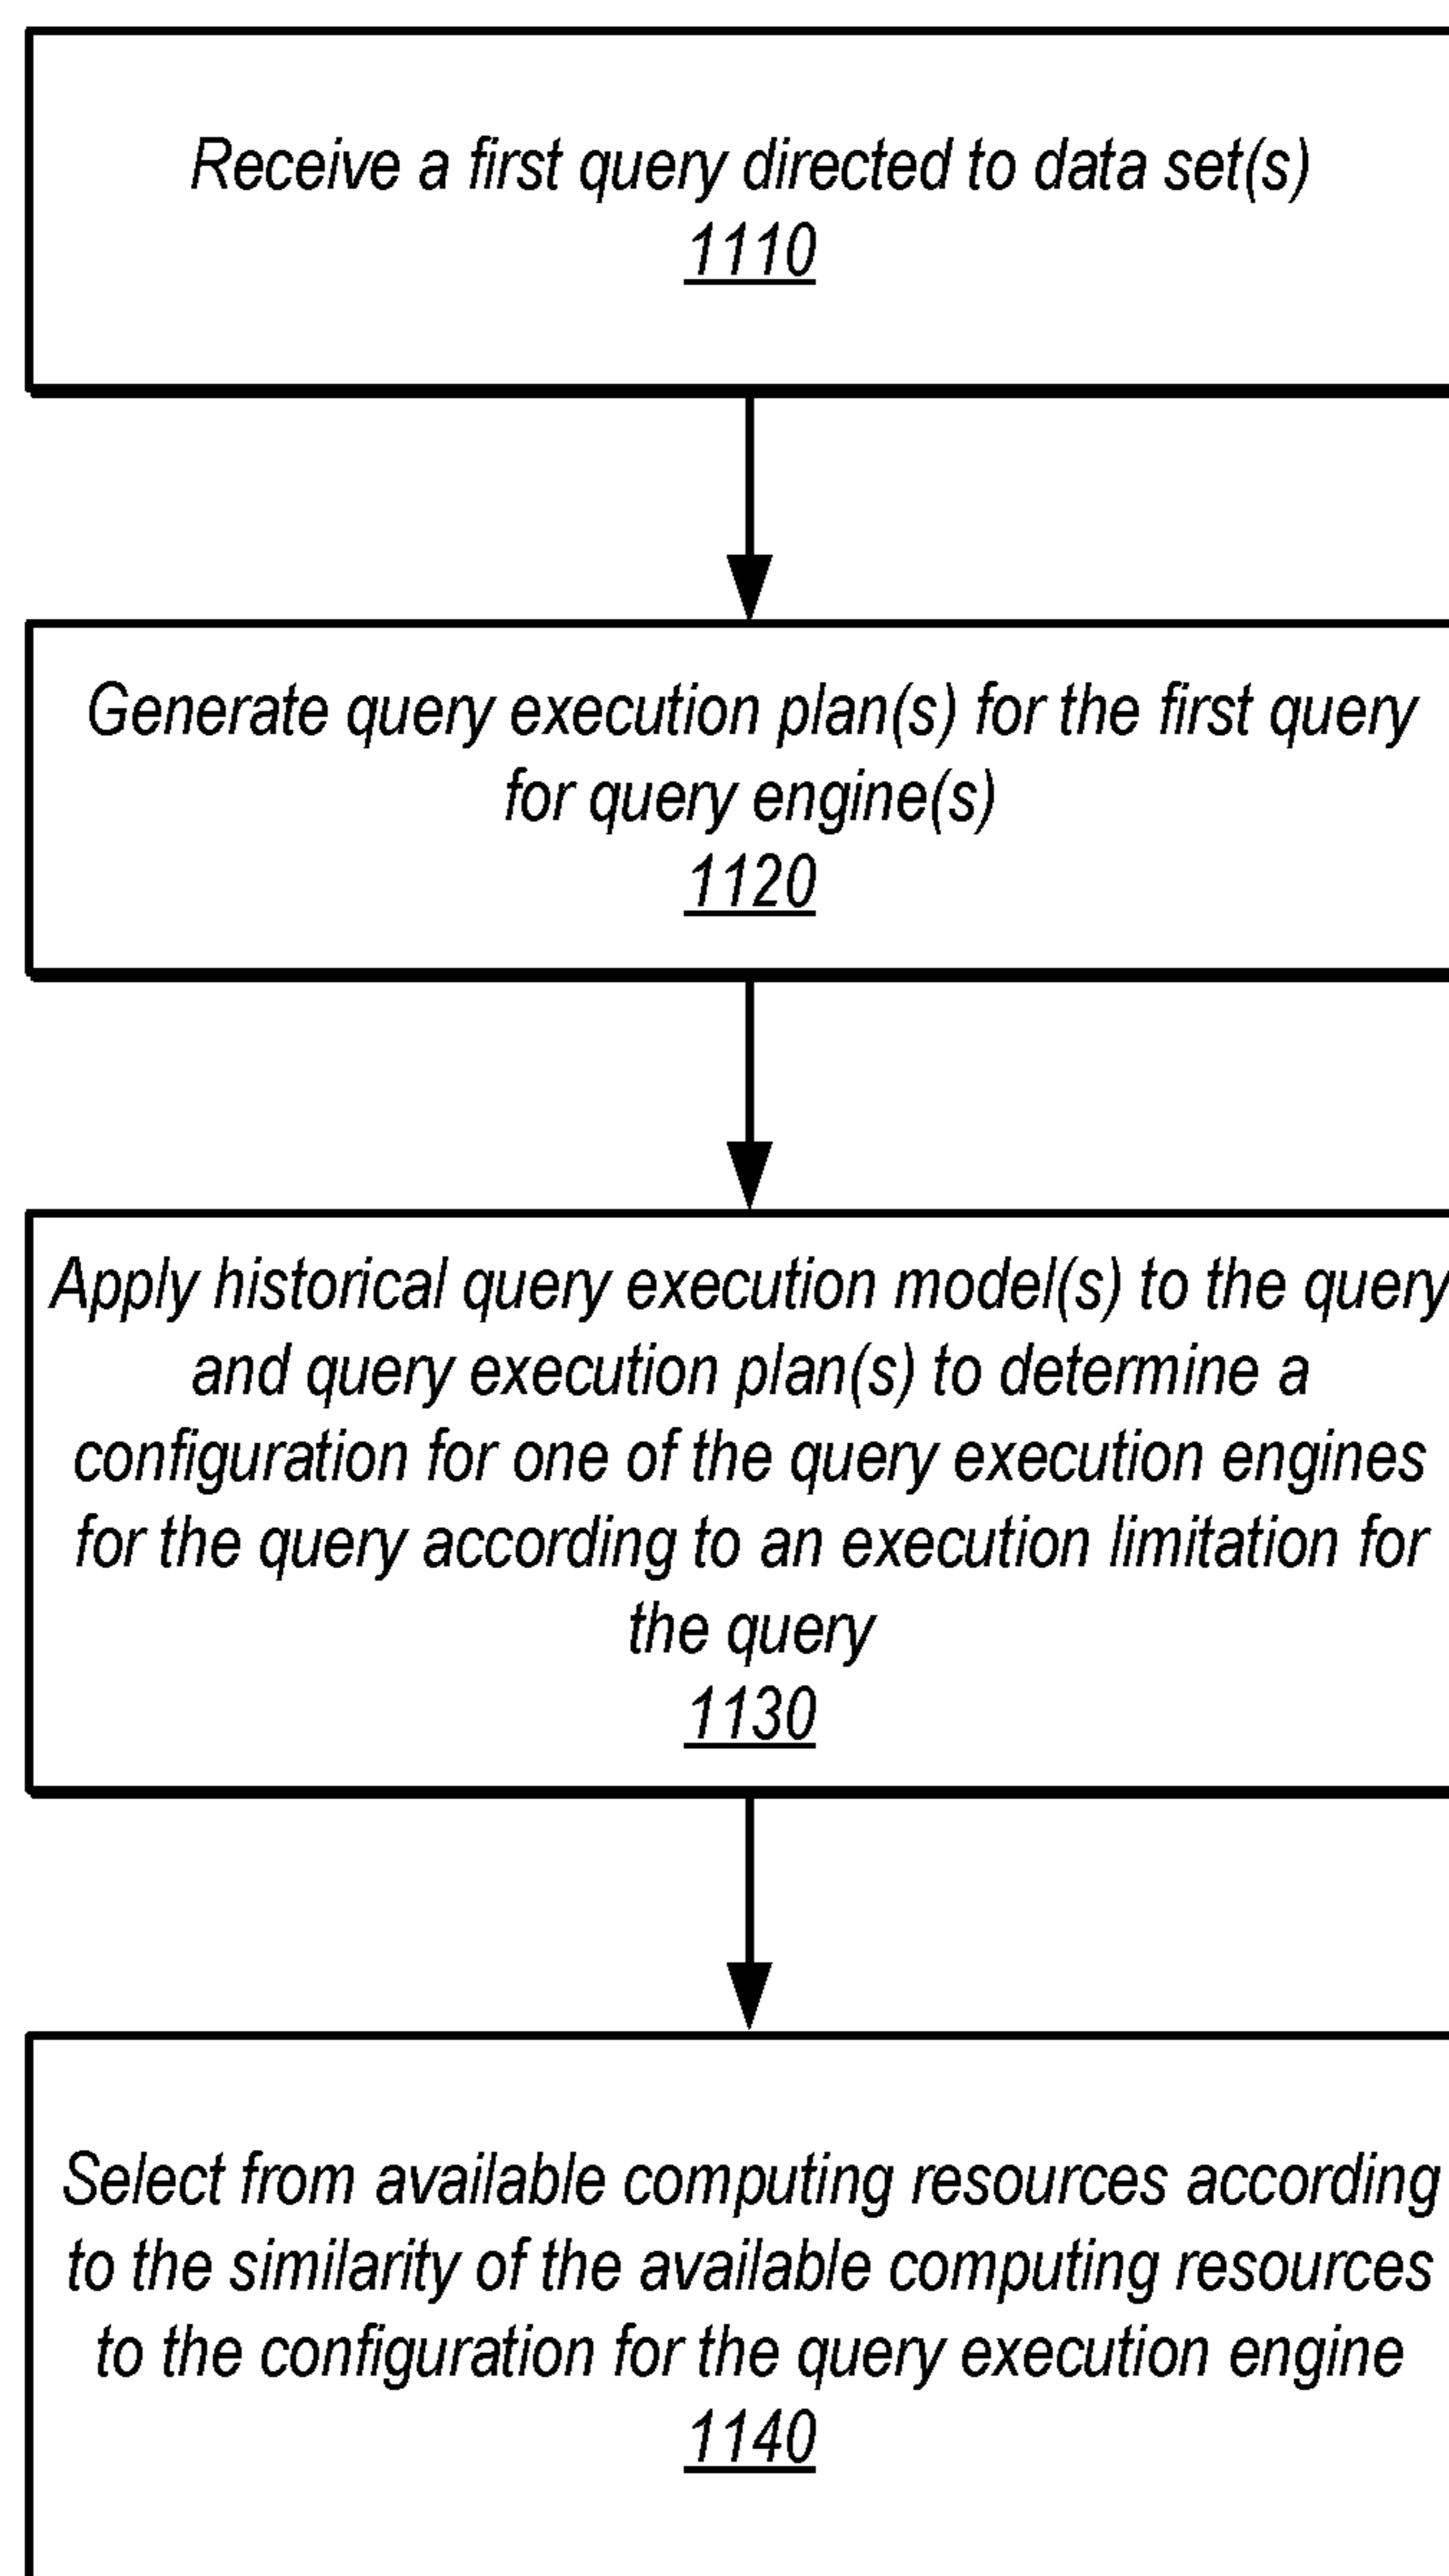 Receive a first query directed to data set(s)
1110
Generate query execution plan(s) for the first query
for query engine(s)
1120
Apply historical query execution model(s) to the query
and query execution plan(s) to determine a
configuration for one of the query execution engines
for the query according to an execution limitation for
the query
1130
Select from available computing resources according
to the similarity of the available computing resources
to the configuration for the query execution engine
1140